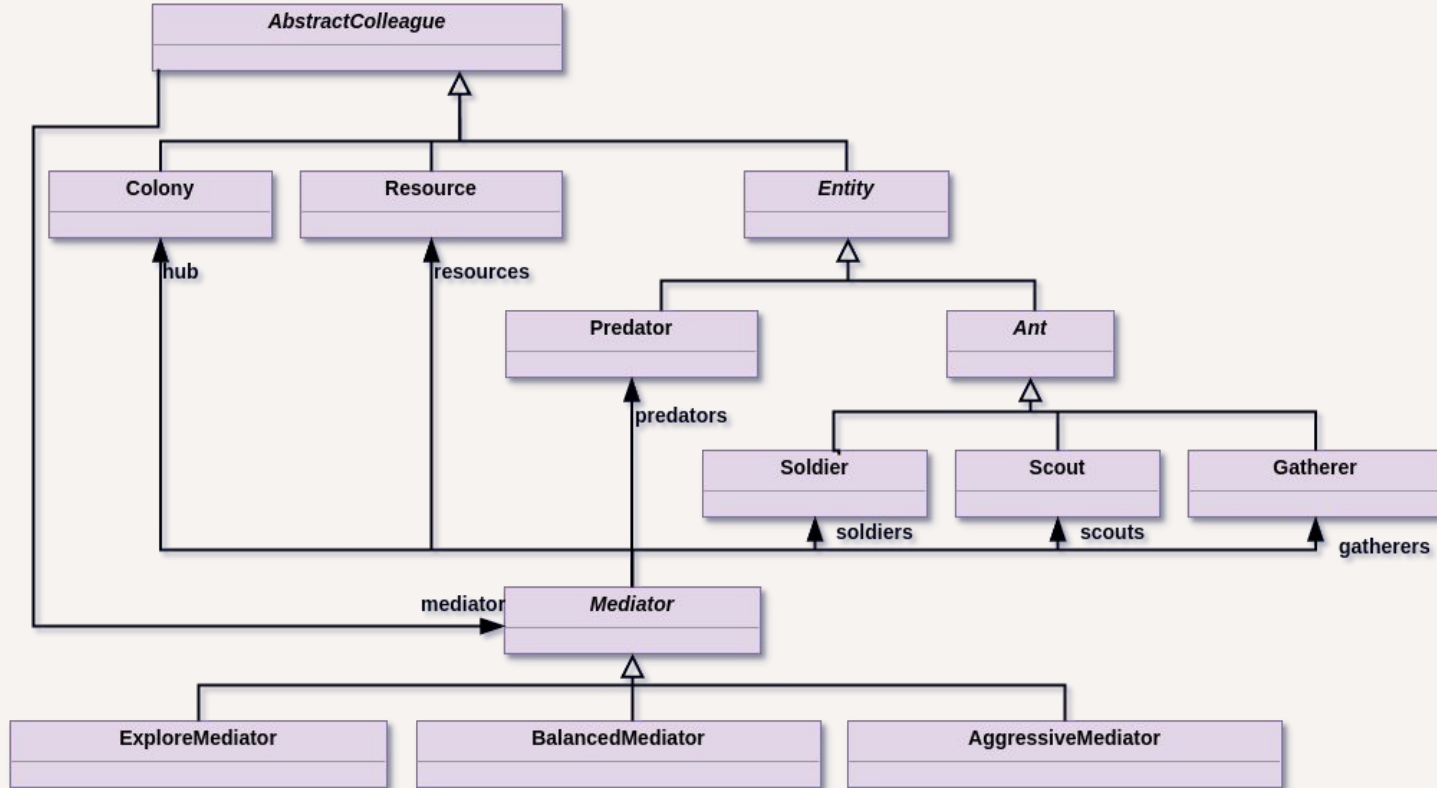 AbstractColleague
Colony
Resource
Entity
hub
resources
Predator
Ant
predators
Soldier
Scout
Gatherer
soldiers
scouts
gatherers
mediator
Mediator
ExploreMediator
BalancedMediator
AggressiveMediator